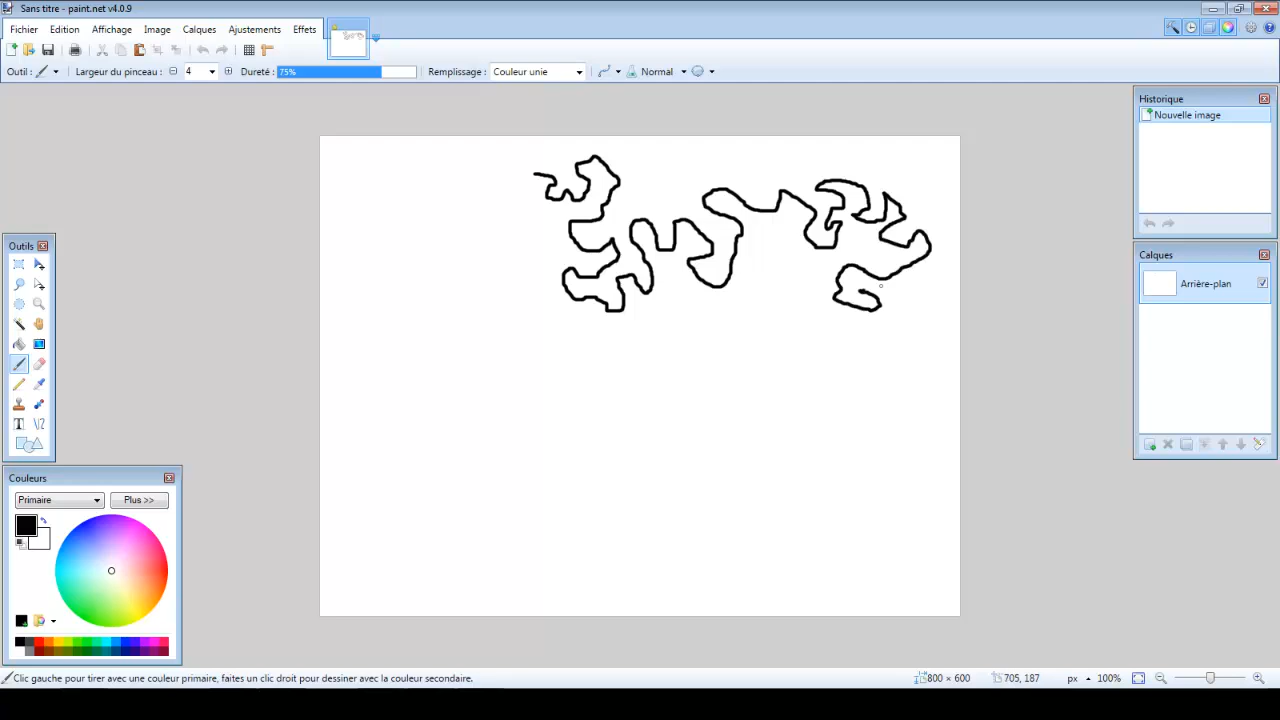 Sans titre - paint.net v4.0.9
Fichier Edition Affichage Image Calques Ajustements Effets
Outil : Largeur du pinceau : 4 Dureté : 75% Remplissage : Couleur unie Normal
Historique
Nouvelle image
Outils
Calques
Arrière-plan
Couleurs
Primaire Plus >>
Clic gauche pour tirer avec une couleur primaire, faites un clic droit pour dessiner avec la couleur secondaire. 800 × 600 705, 187 px 100%